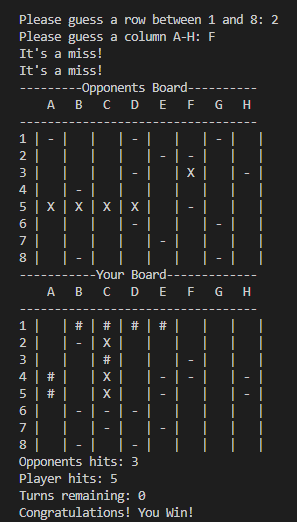 Please guess a row between 1 and 8: 2
Please guess a column A-H: F
It's a miss!
It's a miss!
---------Opponents Board----------
    A   B   C   D   E   F   G   H
----------------------------------
1 | - |   |   | - |   |   | - |   |
2 |   |   |   |   | - | - |   |   |
3 |   |   |   | - |   | X |   | - |
4 |   | - |   |   |   |   |   |   |
5 | X | X | X | X |   | - |   |   |
6 |   |   |   | - |   |   | - |   |
7 |   |   |   |   | - |   |   |   |
8 |   | - |   |   |   |   | - |   |
-----------Your Board-------------
    A   B   C   D   E   F   G   H
----------------------------------
1 |   | # | # | # | # |   |   |   |
2 |   | - | X |   |   |   |   |   |
3 |   |   | # |   |   | - |   |   |
4 | # |   | X |   | - | - |   | - |
5 | # |   | X |   | - |   |   | - |
6 |   | - | - | - |   |   |   |   |
7 |   |   | - |   | - |   |   |   |
8 |   | - |   | - |   |   |   |   |
Opponents hits: 3
Player hits: 5
Turns remaining: 0
Congratulations! You Win!